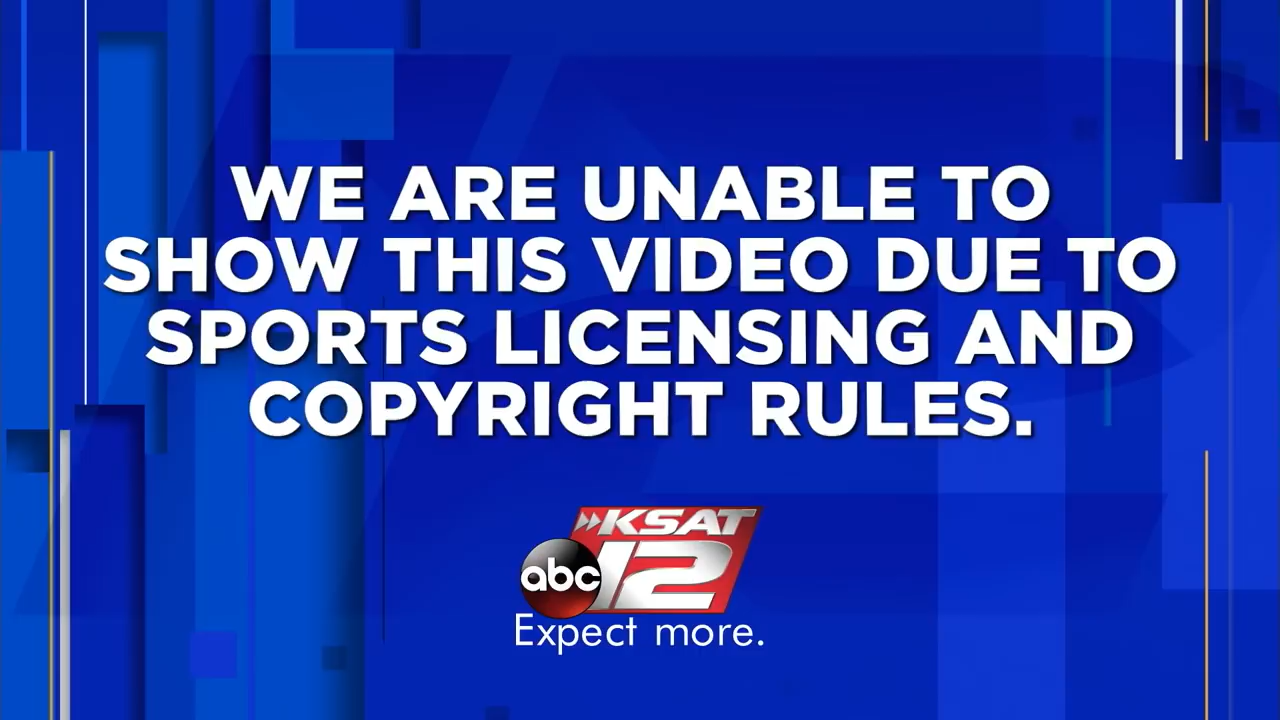 WE ARE UNABLE TO
SHOW THIS VIDEO DUE TO
SPORTS LICENSING AND
COPYRIGHT RULES.
KSAT
abc 12
Expect more.